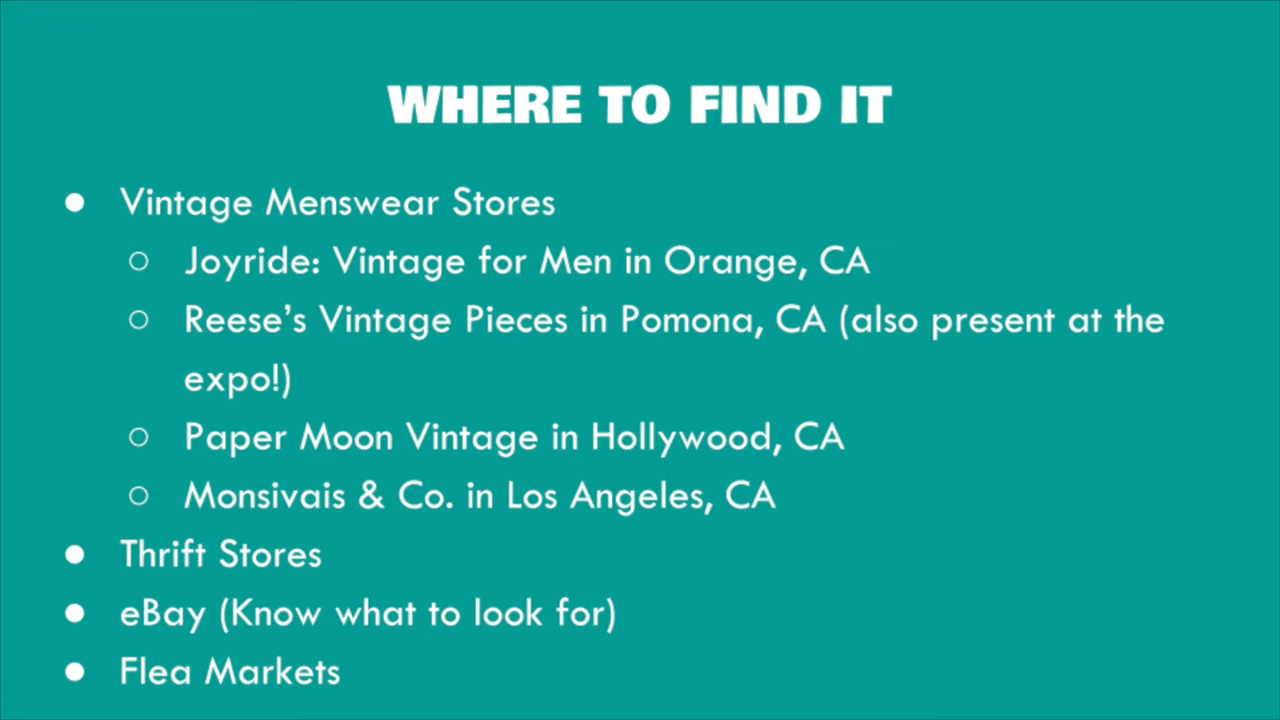 WHERE TO FIND IT
● Vintage Menswear Stores
○ Joyride: Vintage for Men in Orange, CA
○ Reese’s Vintage Pieces in Pomona, CA (also present at the
expo!)
○ Paper Moon Vintage in Hollywood, CA
○ Monsivais & Co. in Los Angeles, CA
● Thrift Stores
● eBay (Know what to look for)
● Flea Markets